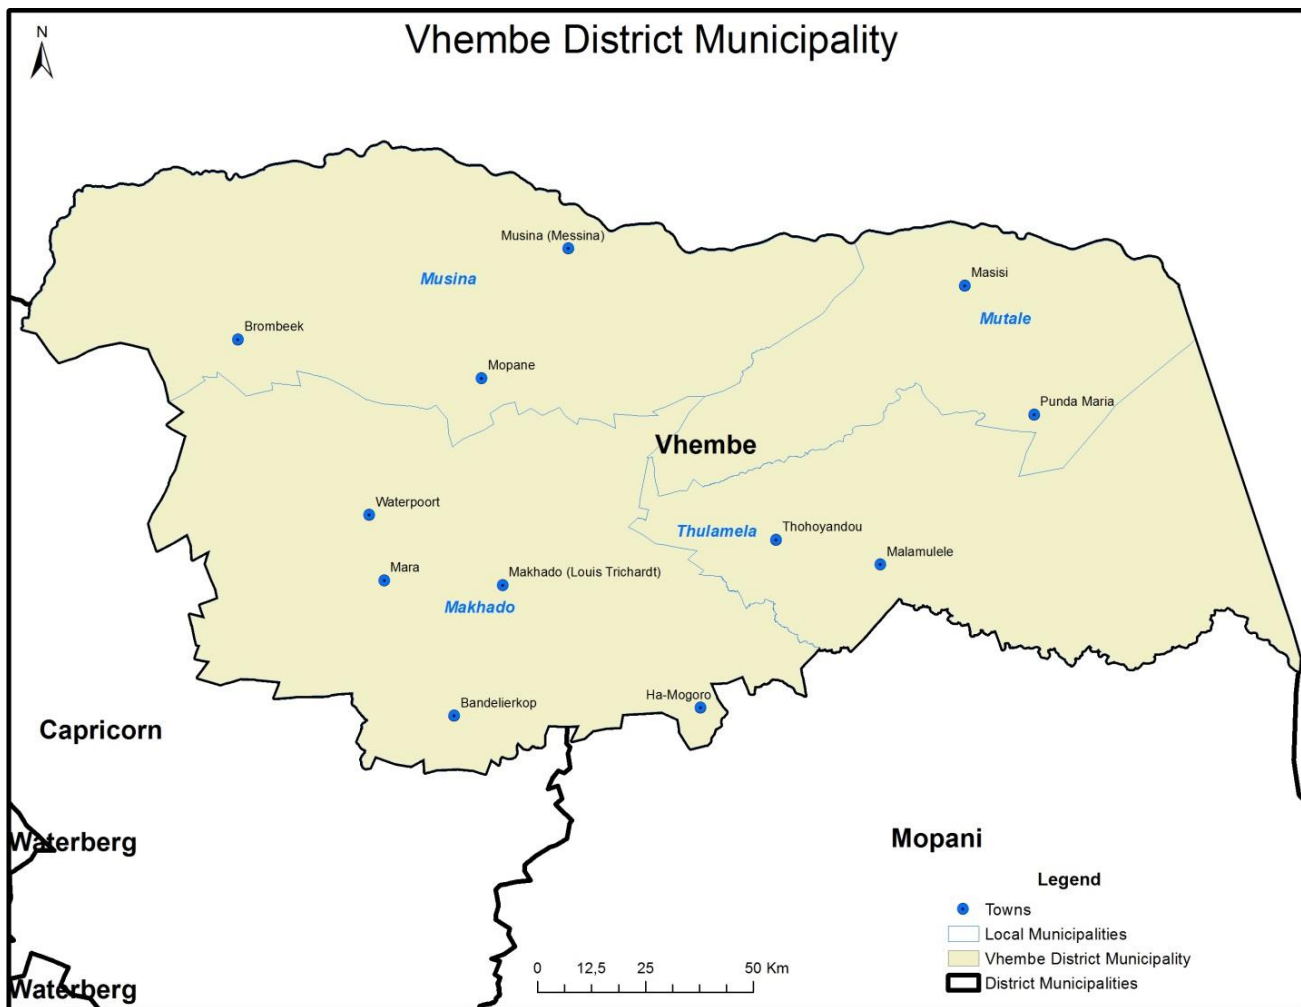 N
Vhembe District Municipality
Musina (Messina)
Musina
Masisi
Mutale
Brombeek
Mopane
Punda Maria
Vhembe
Waterpoort
Thulamela
Thohoyandou
Malamulele
Mara
Makhado (Louis Trichardt)
Makhado
Ha-Mogoro
Bandelierkop
Capricorn
Waterberg
Mopani
Legend
Towns
Local Municipalities
Vhembe District Municipality
District Municipalities
0 12,5 25 50 Km
Waterberg